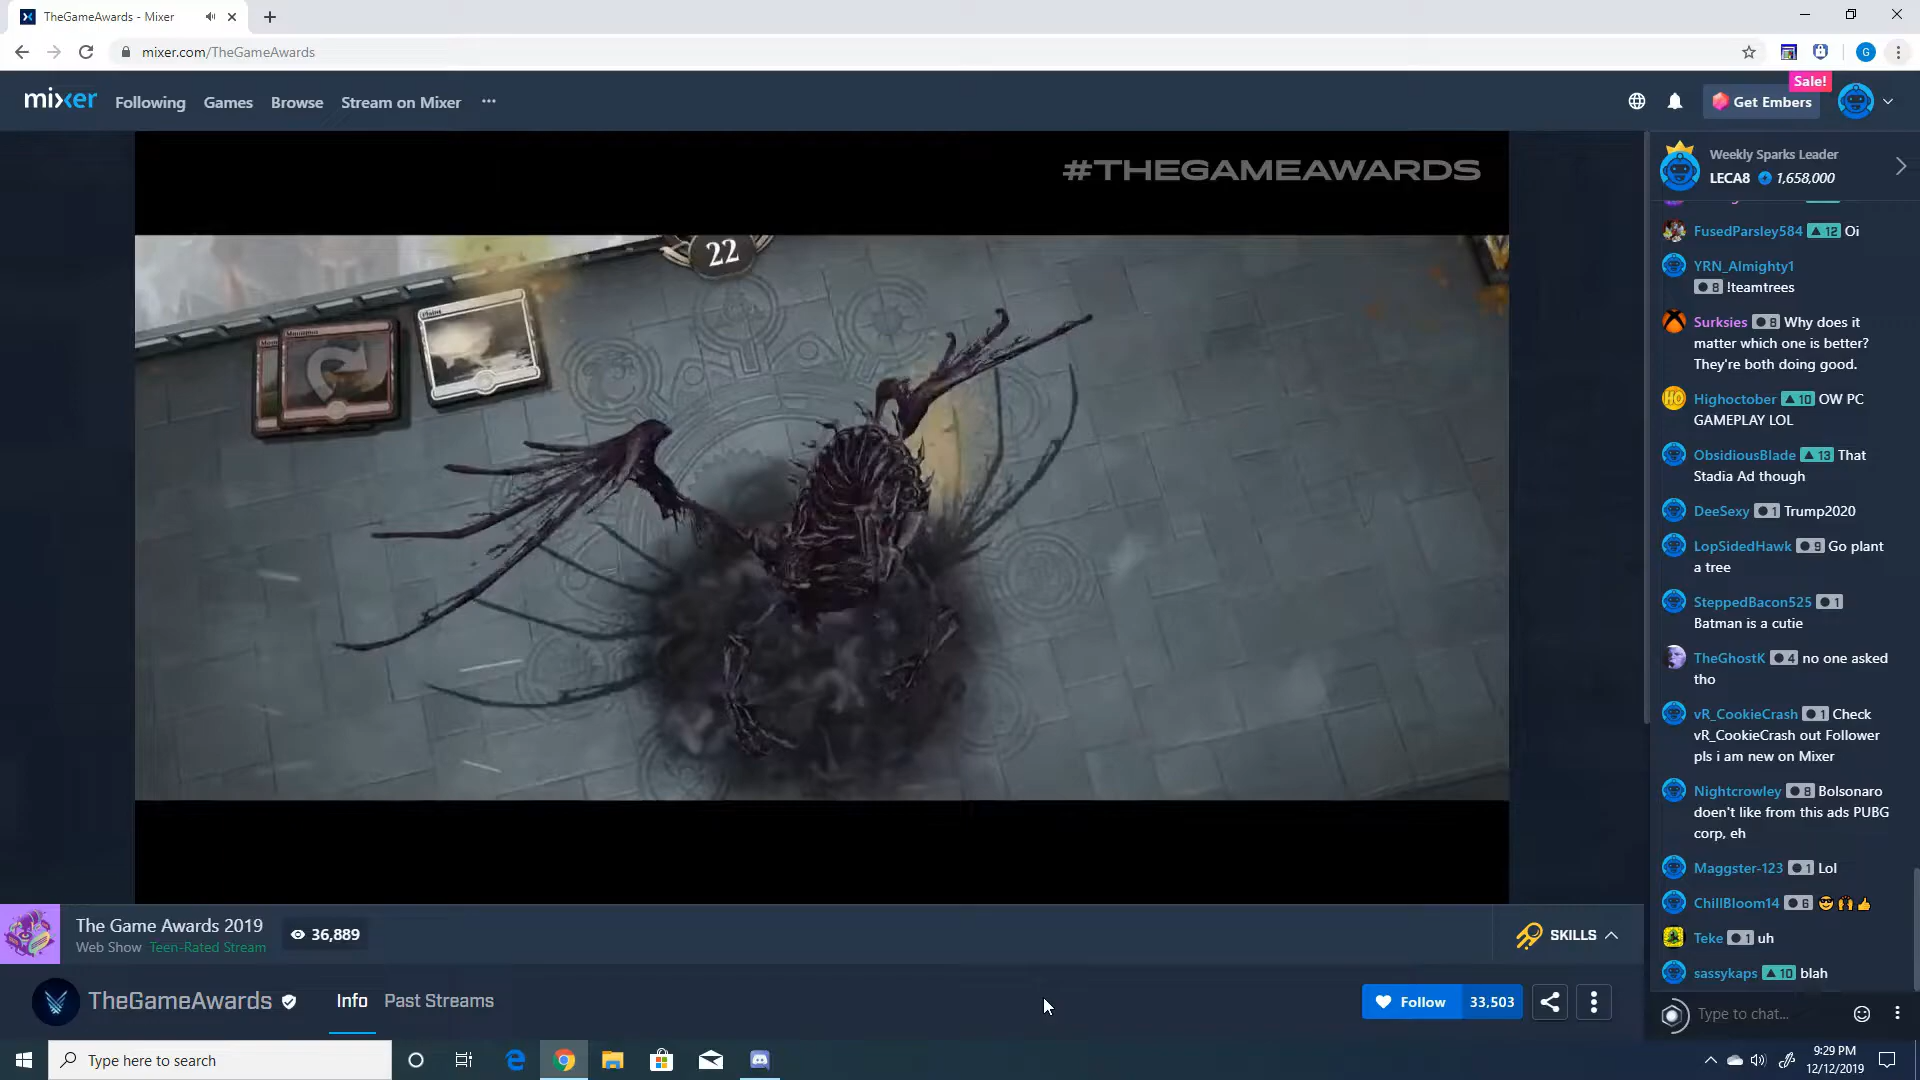 TheGameAwards - Mixer
mixer.com/TheGameAwards
G
mixer
Following
Games
Browse
Stream on Mixer
Sale!
Get Embers
#THEGAMEAWARDS
22
Weekly Sparks Leader
LECA8 1,658,000
FusedParsley584 12 Oi
YRN_Almighty1
8 !teamtrees
Surksies 8 Why does it
matter which one is better?
They're both doing good.
Highoctober 10 OW PC
GAMEPLAY LOL
ObsidiousBlade 13 That
Stadia Ad though
DeeSexy 1 Trump2020
LopSidedHawk 9 Go plant
a tree
SteppedBacon525 1
Batman is a cutie
TheGhostK 4 no one asked
tho
vR_CookieCrash 1 Check
vR_CookieCrash out Follower
pls i am new on Mixer
Nightcrowley 8 Bolsonaro
doen't like from this ads PUBG
corp, eh
Maggster-123 1 Lol
ChillBloom14 6 😎🙌👍
Teke 1 uh
sassykaps 10 blah
Type to chat...
The Game Awards 2019
36,889
Web Show Teen-Rated Stream
SKILLS
TheGameAwards
Info
Past Streams
Follow 33,503
Type here to search
9:29 PM
12/12/2019